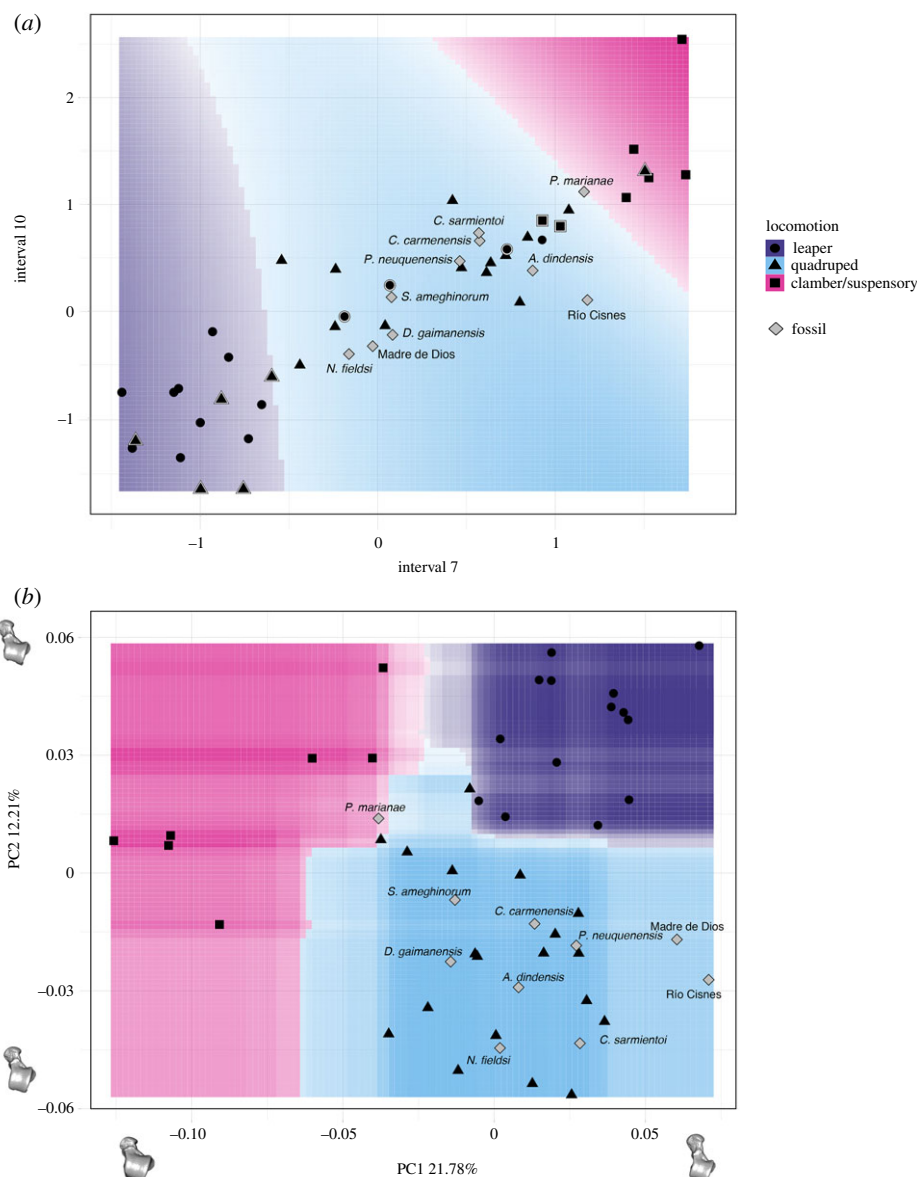 (a)
2
1
0
–1
interval 10
P. marianae
C. sarmientoi
C. carmenensis
P. neuquenensis
A. dindensis
S. ameghinorum
Río Cisnes
D. gaimanensis
Madre de Dios
N. fieldsi
–1
0
1
interval 7
locomotion
leaper
quadruped
clamber/suspensory
fossil
(b)
0.06
0.03
0
–0.03
–0.06
PC2 12.21%
P. marianae
S. ameghinorum
C. carmenensis
Madre de Dios
P. neuquenensis
D. gaimanensis
A. dindensis
Río Cisnes
C. sarmientoi
N. fieldsi
–0.10
–0.05
0
0.05
PC1 21.78%